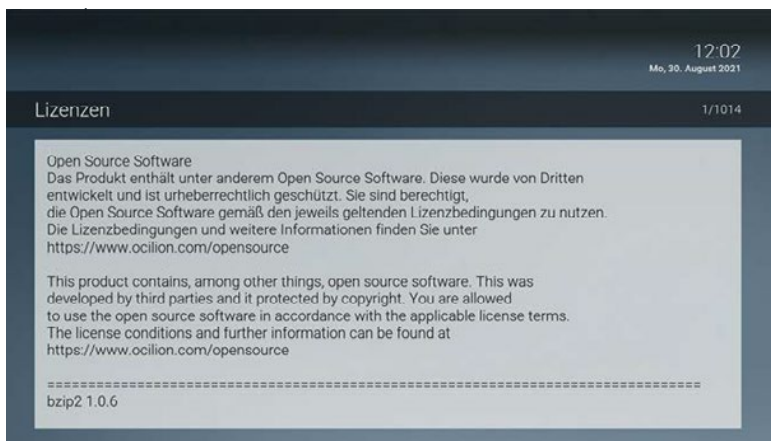 12:02
Mo, 30. August 2021
Lizenzen
1/1014
Open Source Software
Das Produkt enthält unter anderem Open Source Software. Diese wurde von Dritten
entwickelt und ist urheberrechtlich geschützt. Sie sind berechtigt,
die Open Source Software gemäß den jeweils geltenden Lizenzbedingungen zu nutzen.
Die Lizenzbedingungen und weitere Informationen finden Sie unter
https://www.ocilion.com/opensource
This product contains, among other things, open source software. This was
developed by third parties and it protected by copyright. You are allowed
to use the open source software in accordance with the applicable license terms.
The license conditions and further information can be found at
https://www.ocilion.com/opensource
================================================================================
bzip2 1.0.6